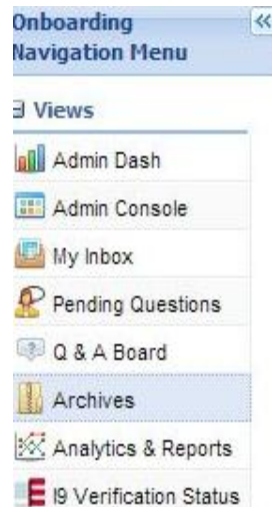 Onboarding
Navigation Menu
Views
Admin Dash
Admin Console
My Inbox
Pending Questions
Q & A Board
Archives
Analytics & Reports
I9 Verification Status